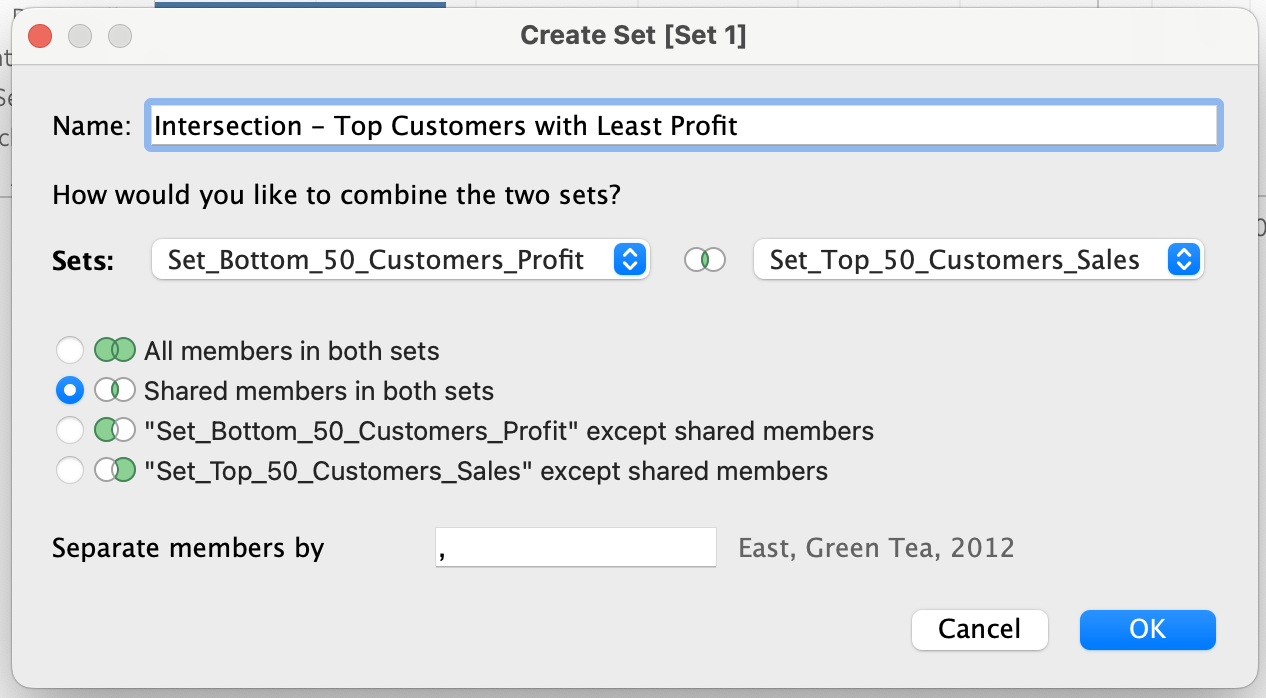 Create Set [Set 1]
Name: Intersection – Top Customers with Least Profit
How would you like to combine the two sets?
Sets: Set_Bottom_50_Customers_Profit Set_Top_50_Customers_Sales
All members in both sets
Shared members in both sets
"Set_Bottom_50_Customers_Profit" except shared members
"Set_Top_50_Customers_Sales" except shared members
Separate members by , East, Green Tea, 2012
Cancel OK